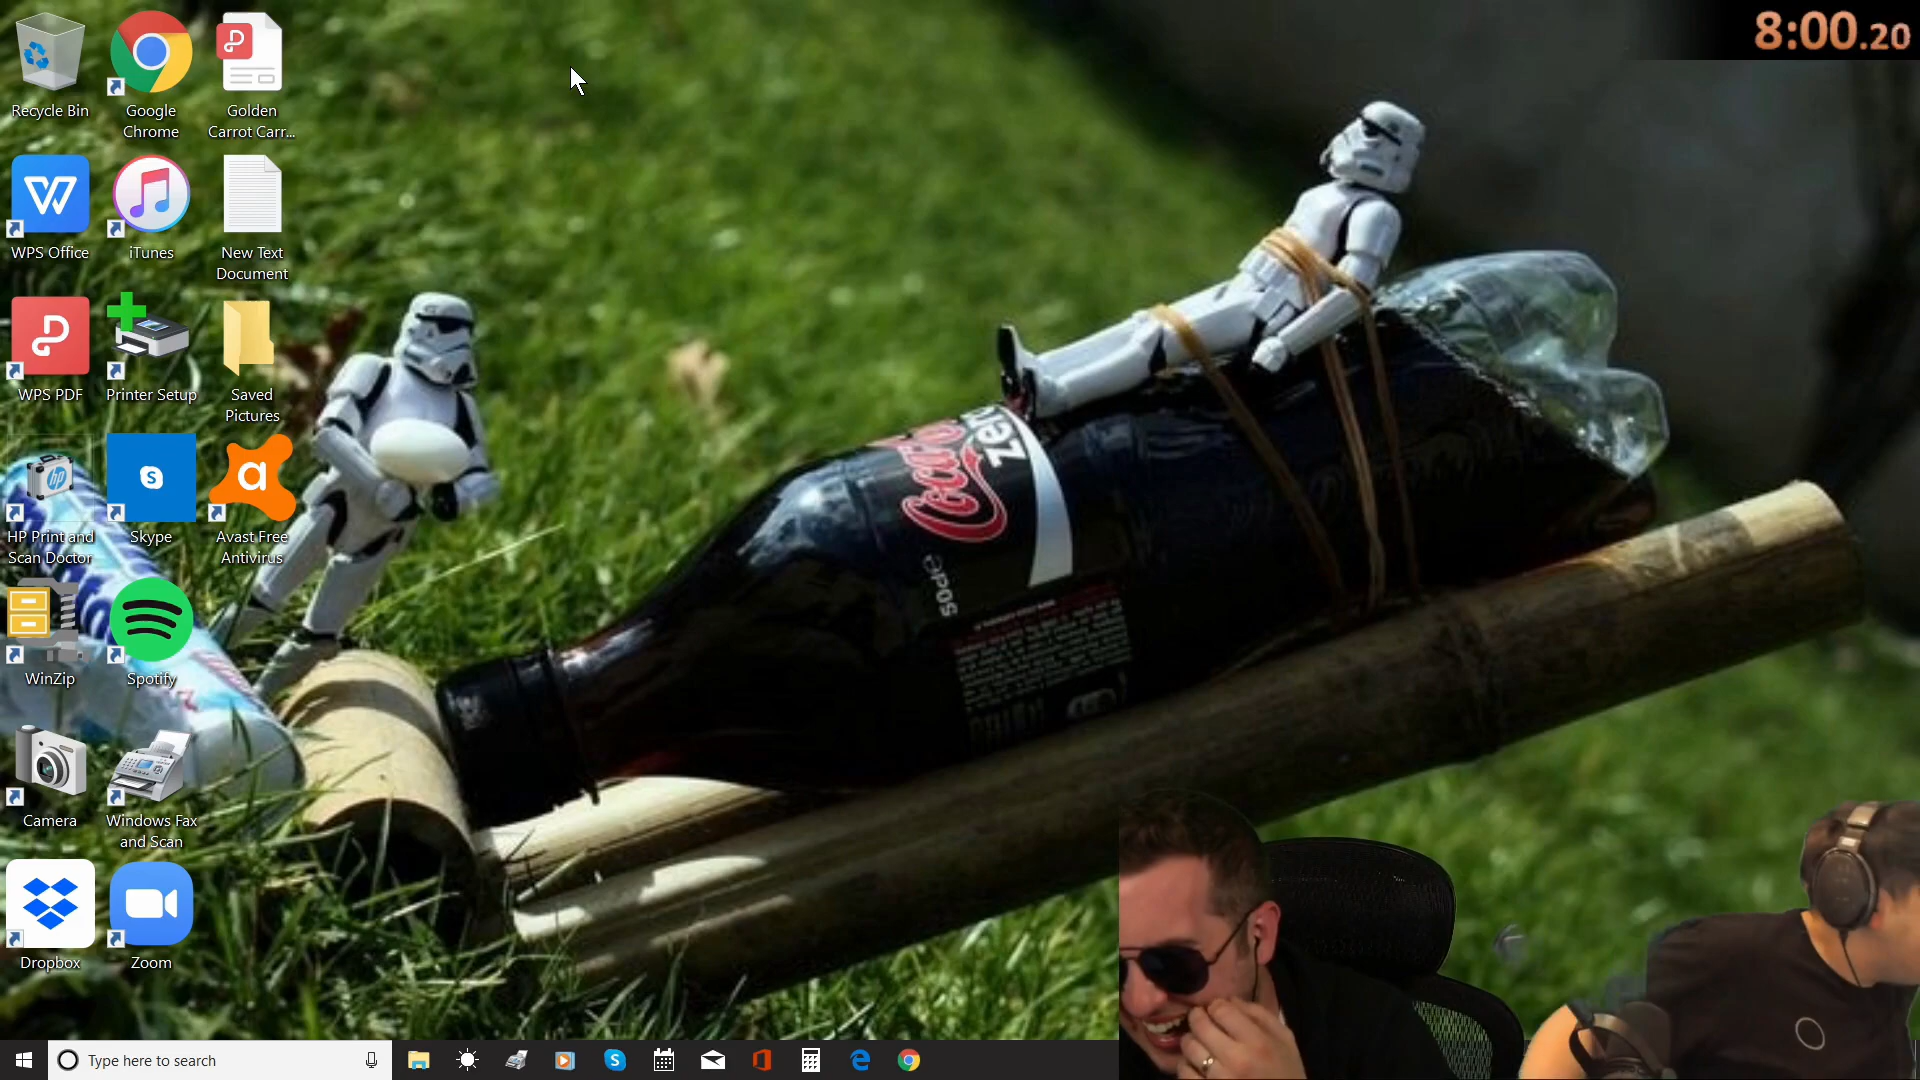 8:00.20
Recycle Bin
Google
Chrome
Golden
Carrot Carr...
WPS Office
iTunes
New Text
Document
WPS PDF
Printer Setup
Saved
Pictures
HP Print and
Scan Doctor
Skype
Avast Free
Antivirus
WinZip
Spotify
Camera
Windows Fax
and Scan
Dropbox
Zoom
zero
50cle
Type here to search